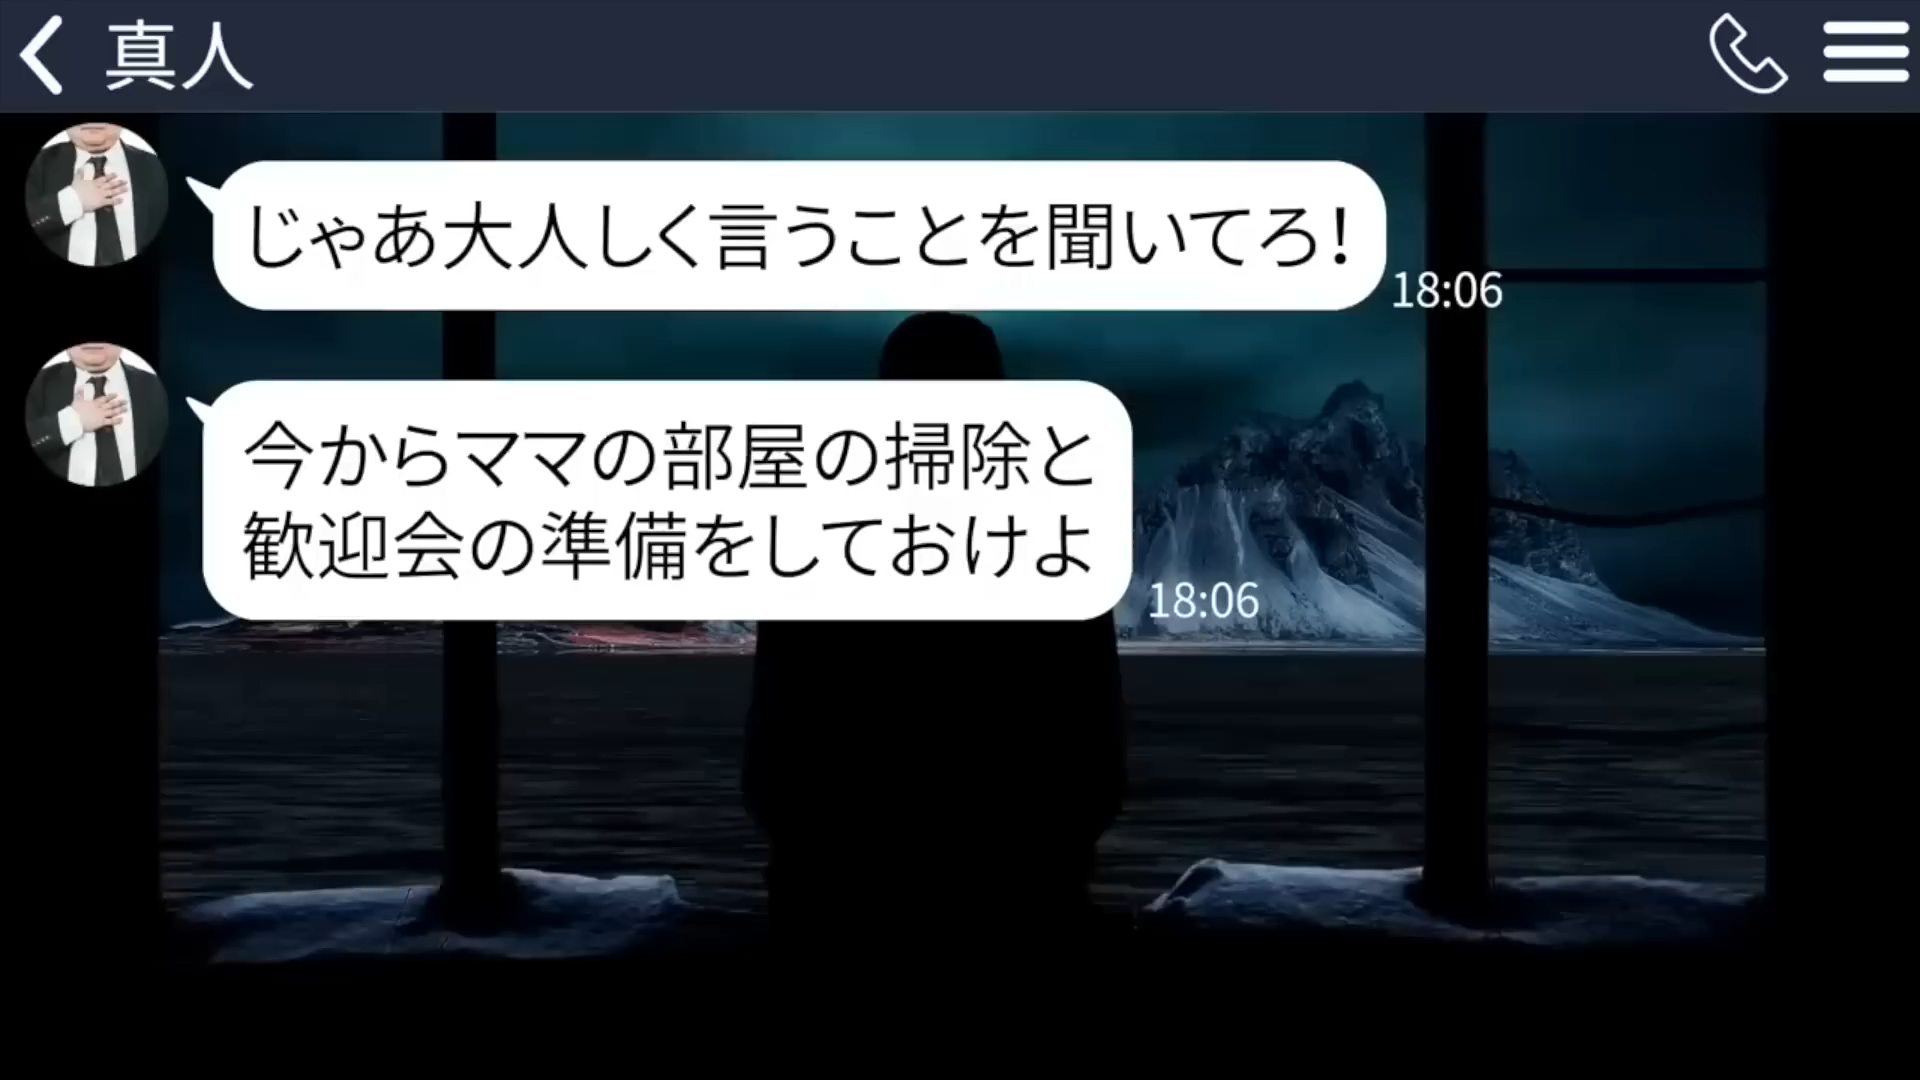 真人
じゃあ大人しく言うことを聞いてろ！
18:06
今からママの部屋の掃除と
歓迎会の準備をしておけよ
18:06